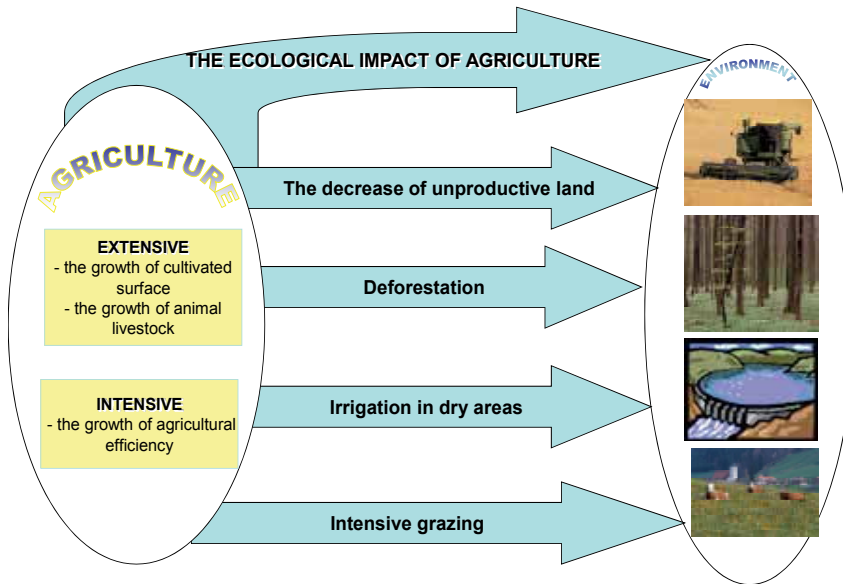 THE ECOLOGICAL IMPACT OF AGRICULTURE
ENVIRONMENT
AGRICULTURE
The decrease of unproductive land
EXTENSIVE
- the growth of cultivated
surface
- the growth of animal
livestock
Deforestation
INTENSIVE
- the growth of agricultural
efficiency
Irrigation in dry areas
Intensive grazing